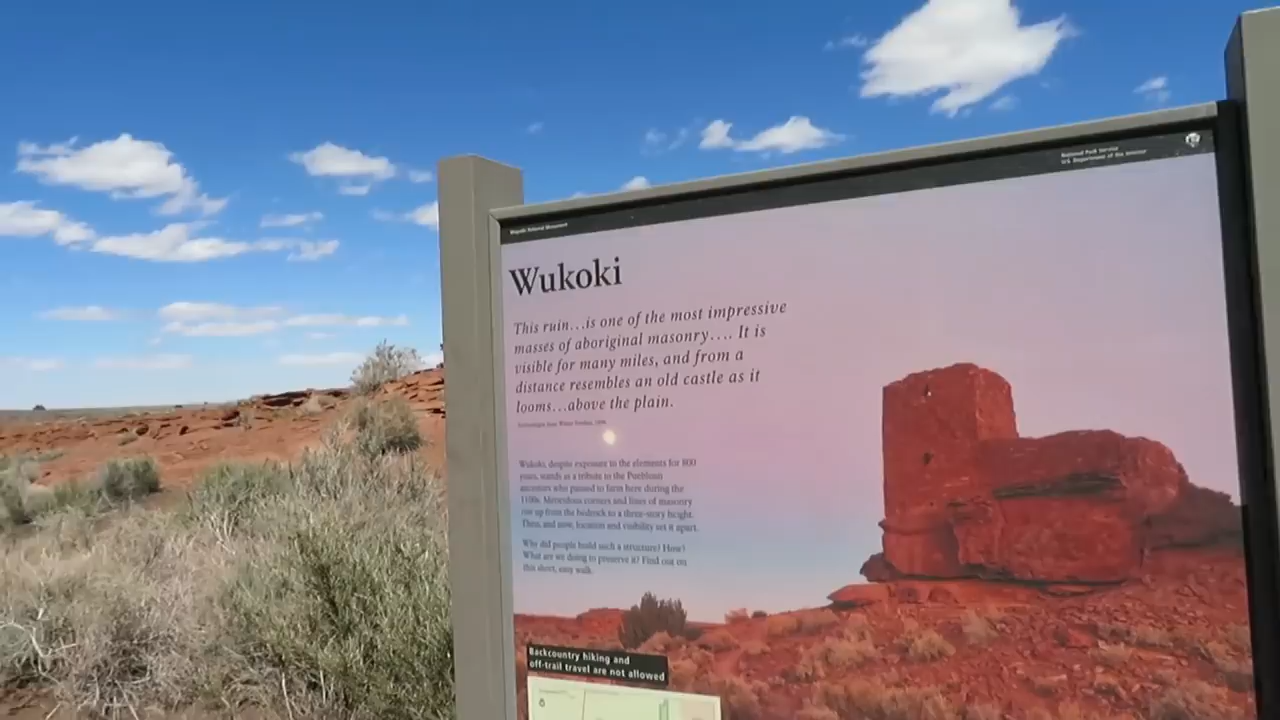 National Park Service
U.S. Department of the Interior
Wupatki National Monument
Wukoki
This ruin...is one of the most impressive
masses of aboriginal masonry.... It is
visible for many miles, and from a
distance resembles an old castle as it
looms...above the plain.
Wukoki, despite exposure to the elements for 800
years, stands as a tribute to the Puebloan
ancestors who paused to farm here during the
1100s. Meticulous corners and lines of masonry
rise up from the bedrock to a three-story height.
Then, and now, location and visibility set it apart.
Why did people build such a structure? How?
What are we doing to preserve it? Find out on
this short, easy walk.
Backcountry hiking and
off-trail travel are not allowed